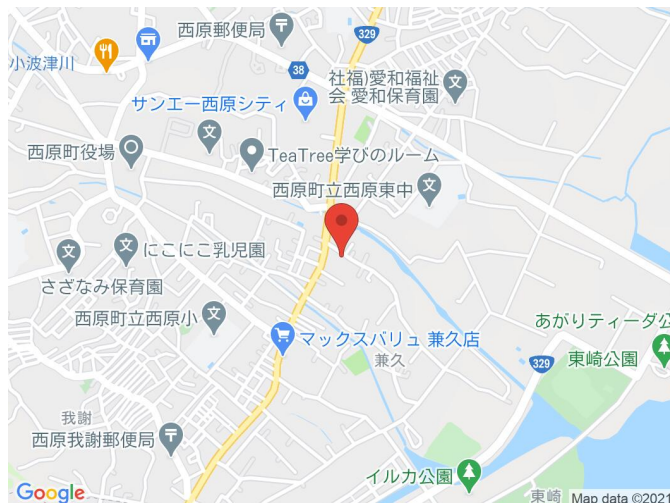 西原郵便局
329
小波津川
38
社福)愛和福祉
会 愛和保育園
サンエー西原シティ
西原町役場
TeaTree学びのルーム
西原町立西原東中
にこにこ乳児園
さざなみ保育園
西原町立西原小
マックスバリュ 兼久店
兼久
あがりティーダ公
東崎公園
329
我謝
西原我謝郵便局
イルカ公園
Google
東崎
Map data ©2021